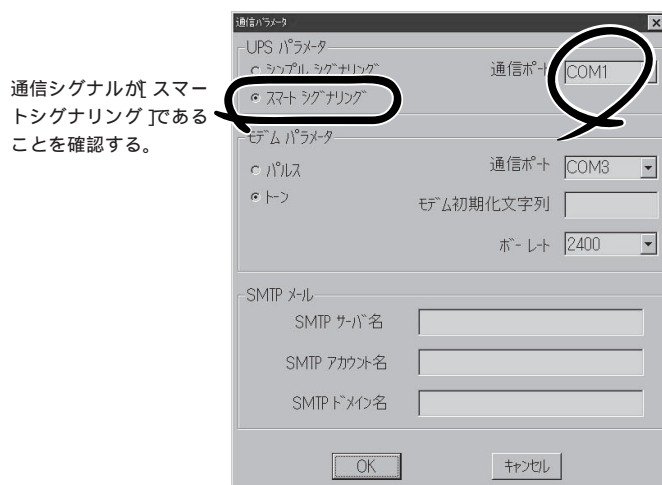 通信パラメータ
UPS パラメータ
シンプル シグナリング
通信ポート COM1
スマート シグナリング
通信シグナルが[スマー
トシグナリング]である
ことを確認する。
モデム パラメータ
パルス
通信ポート COM3
トーン
モデム初期化文字列
ボーレート 2400
SMTP メール
SMTP サーバ名
SMTP アカウント名
SMTP ドメイン名
OK キャンセル